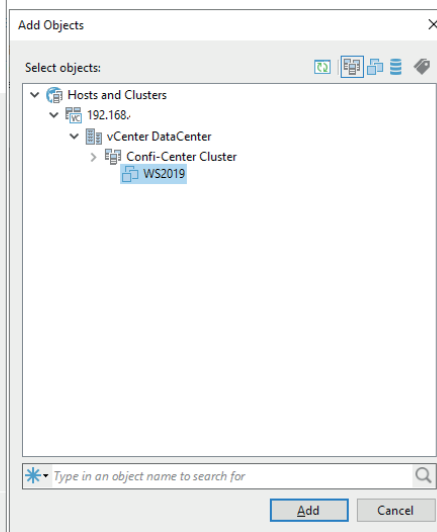 Add Objects
Select objects:
Hosts and Clusters
VC 192.168.
vCenter DataCenter
Confi-Center Cluster
WS2019
Type in an object name to search for
Add Cancel